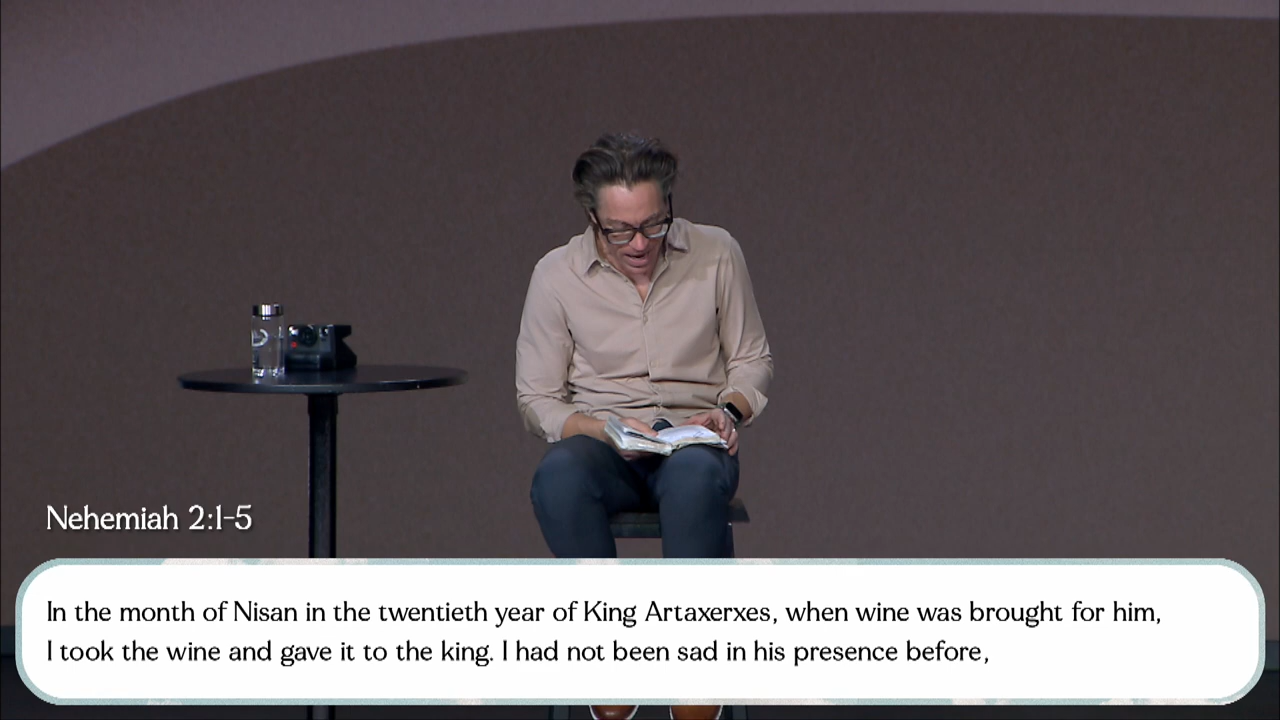 Nehemiah 2:1-5
In the month of Nisan in the twentieth year of King Artaxerxes, when wine was brought for him,
I took the wine and gave it to the king. I had not been sad in his presence before,